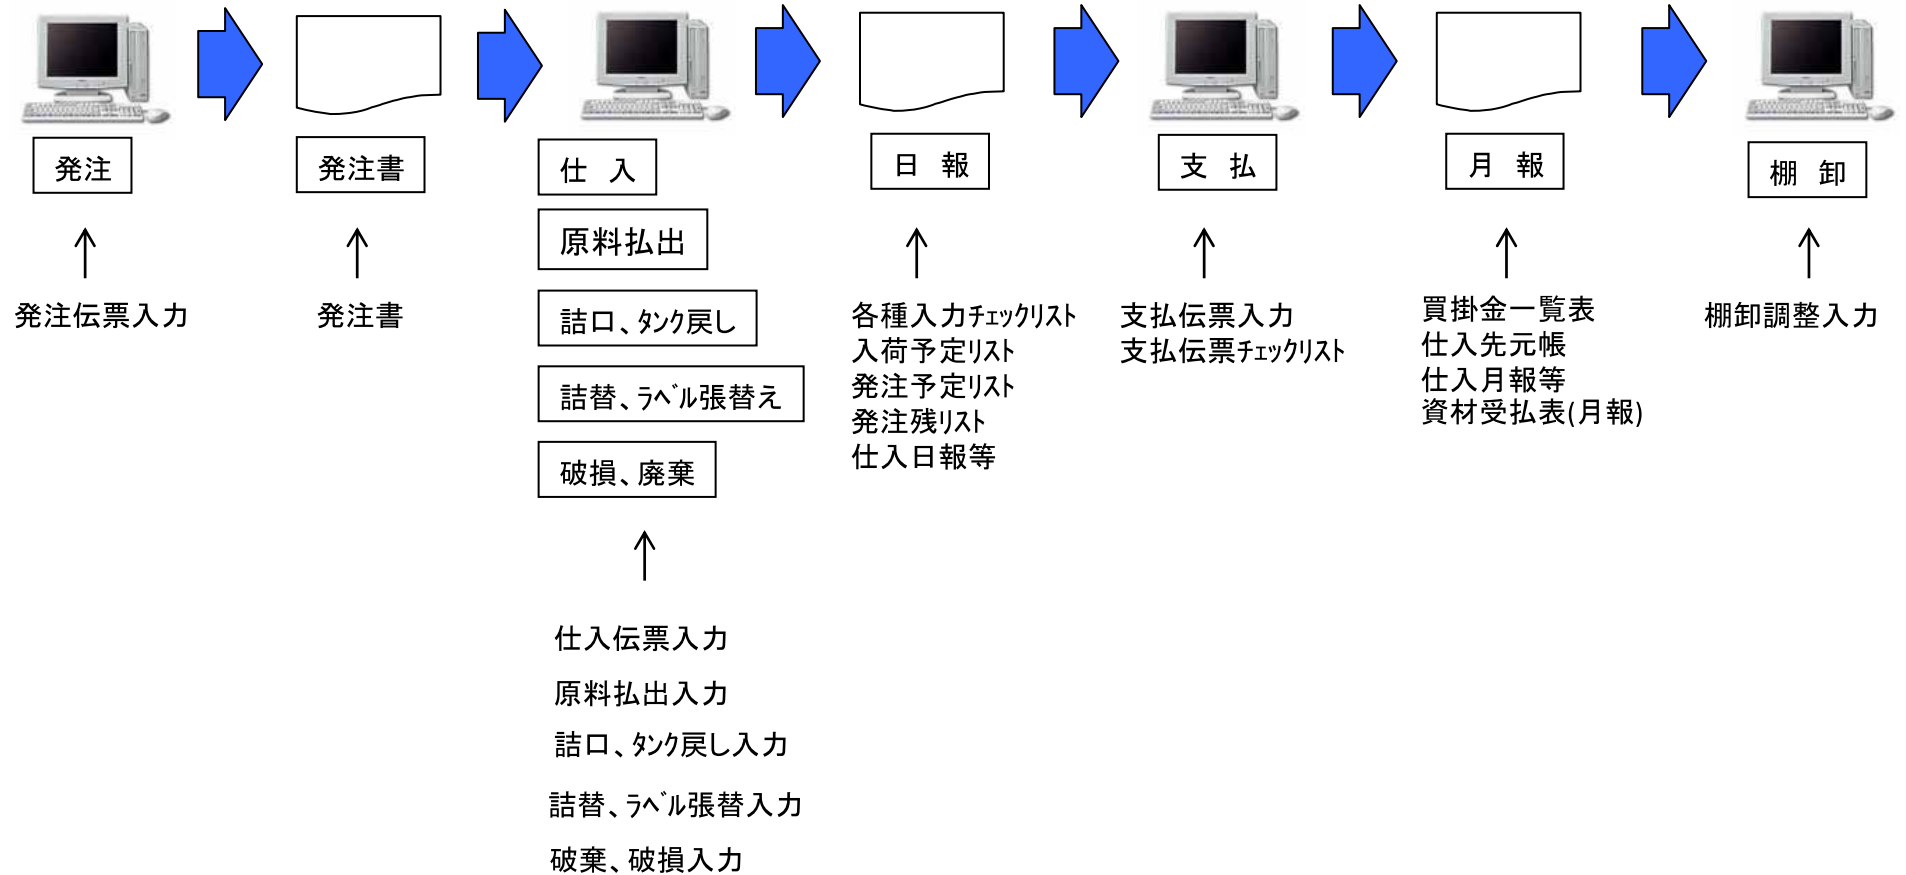 発注
発注書
仕 入
日 報
支 払
月 報
棚 卸
原料払出
詰口、タンク戻し
詰替、ラベル張替え
破損、廃棄
発注伝票入力
発注書
各種入力チェックリスト
入荷予定リスト
発注予定リスト
発注残リスト
仕入日報等
支払伝票入力
支払伝票チェックリスト
買掛金一覧表
仕入先元帳
仕入月報等
資材受払表(月報)
棚卸調整入力
仕入伝票入力
原料払出入力
詰口、タンク戻し入力
詰替、ラベル張替入力
破棄、破損入力